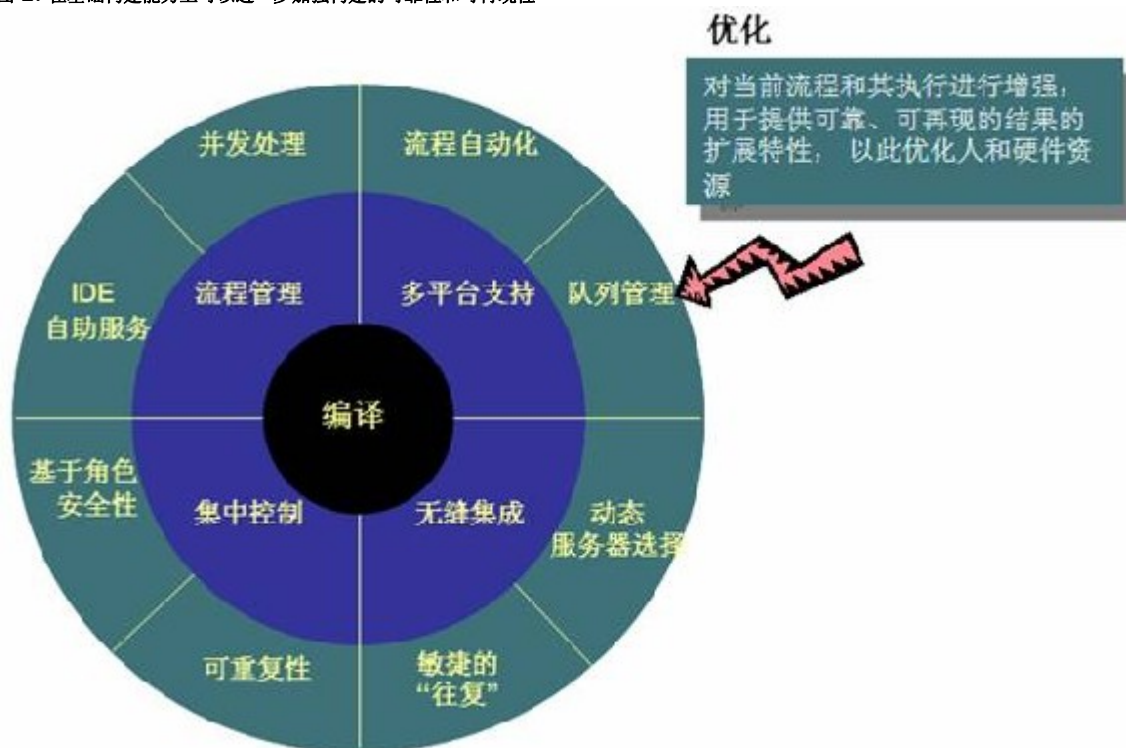 优化
对当前流程和其执行进行增强，
用于提供可靠、可再现的结果的
扩展特性， 以此优化人和硬件资
源
并发处理
流程自动化
IDE
自助服务
流程管理
多平台支持
队列管理
编译
基于角色
安全性
集中控制
无缝集成
动态
服务器选择
可重复性
敏捷的
“往复”